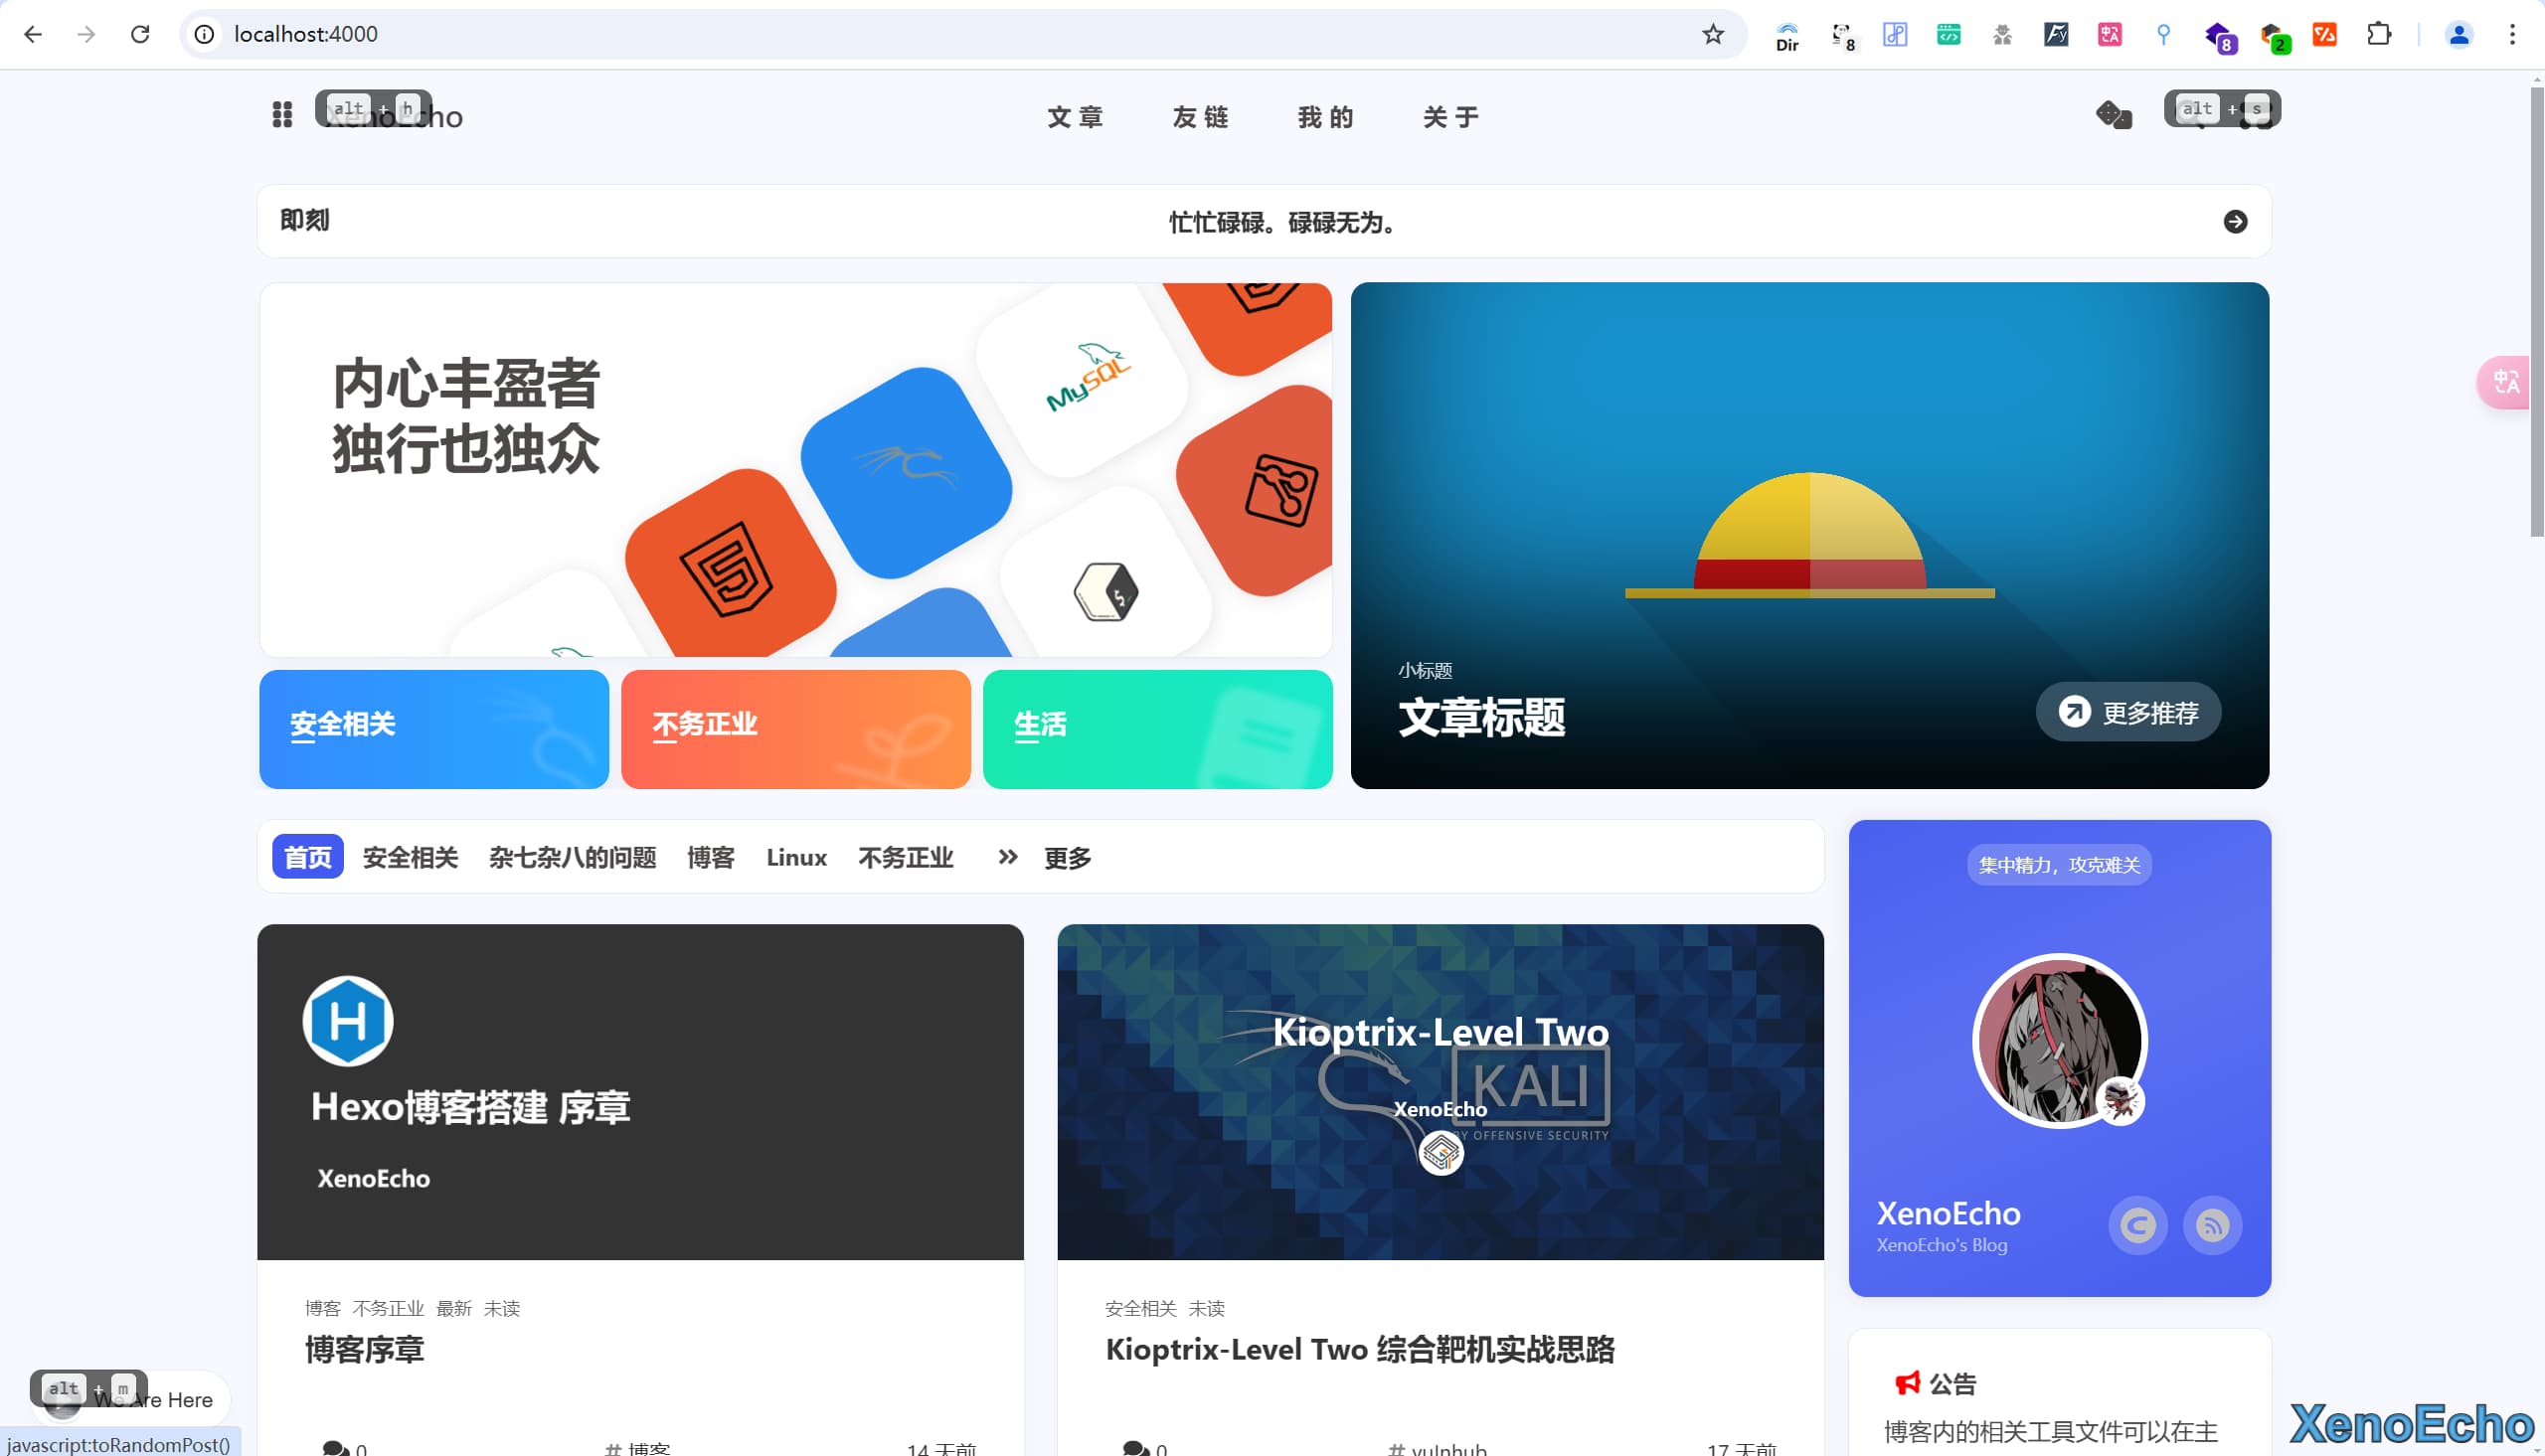 localhost:4000
Dir
8
8
2
alt + h
XenoEcho
文章
友链
我的
关于
alt + s
即刻
忙忙碌碌。碌碌无为。
内心丰盈者
独行也独众
MySQL
小标题
文章标题
更多推荐
安全相关
不务正业
生活
首页
安全相关
杂七杂八的问题
博客
Linux
不务正业
更多
集中精力，攻克难关
Hexo博客搭建 序章
XenoEcho
Kioptrix-Level Two
KALI
XenoEcho
BY OFFENSIVE SECURITY
XenoEcho
XenoEcho's Blog
博客 不务正业 最新 未读
博客序章
0
# 博客
14 天前
安全相关 未读
Kioptrix-Level Two 综合靶机实战思路
0
# vulnhub
17 天前
公告
博客内的相关工具文件可以在主
alt + m
We Are Here
javascript:toRandomPost()
XenoEcho